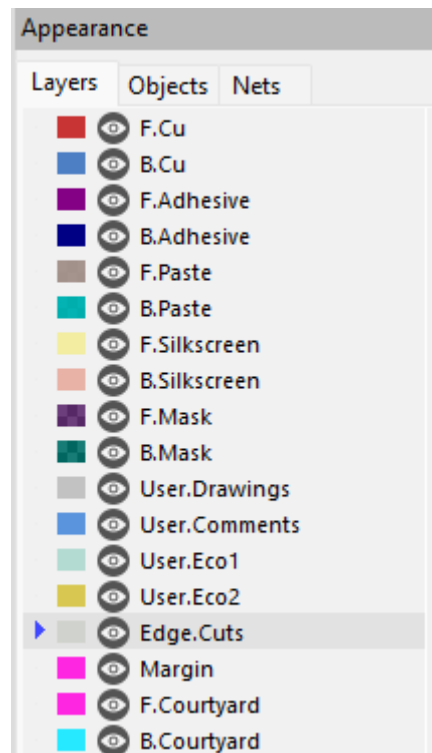 Appearance
Layers Objects Nets
F.Cu
B.Cu
F.Adhesive
B.Adhesive
F.Paste
B.Paste
F.Silkscreen
B.Silkscreen
F.Mask
B.Mask
User.Drawings
User.Comments
User.Eco1
User.Eco2
Edge.Cuts
Margin
F.Courtyard
B.Courtyard